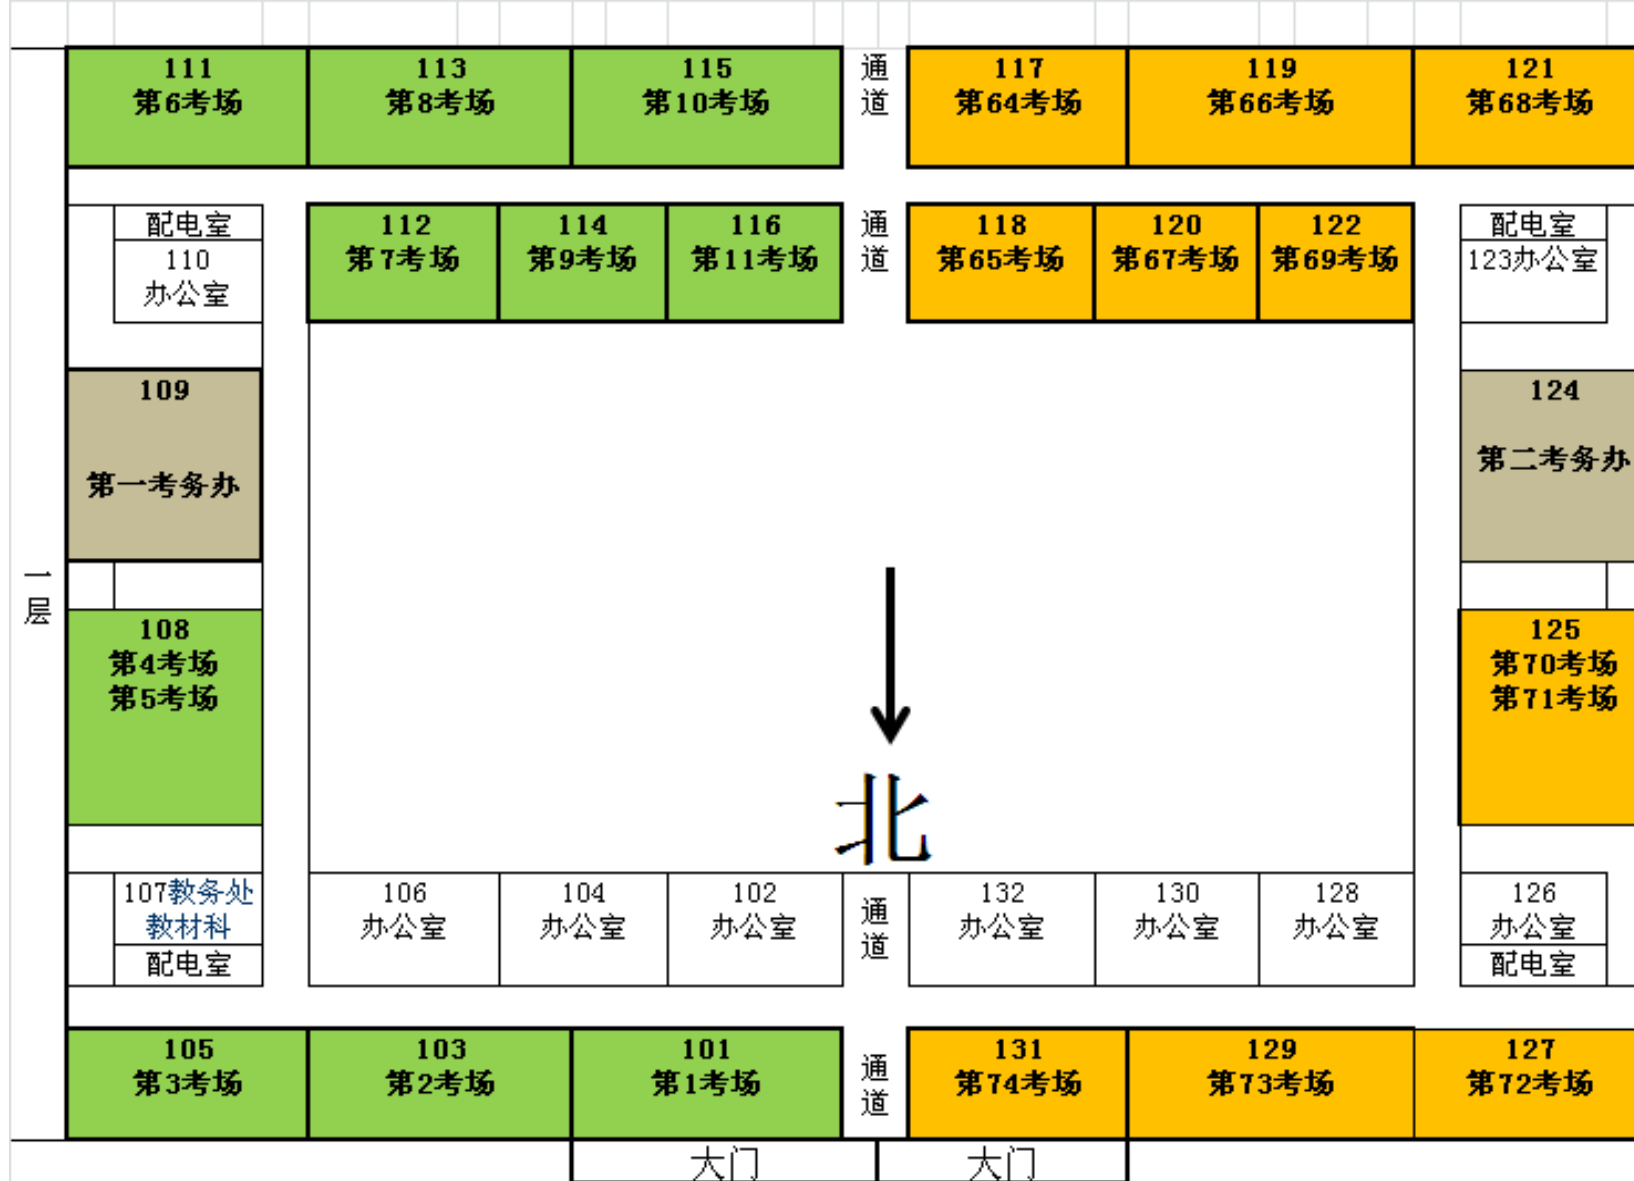 111
第6考场
113
第8考场
115
第10考场
通
道
117
第64考场
119
第66考场
121
第68考场
配电室
110
办公室
112
第7考场
114
第9考场
116
第11考场
通
道
118
第65考场
120
第67考场
122
第69考场
配电室
123办公室
109
第一考务办
124
第二考务办
一
层
108
第4考场
第5考场
125
第70考场
第71考场
北
107教务处
教材科
配电室
106
办公室
104
办公室
102
办公室
通
道
132
办公室
130
办公室
128
办公室
126
办公室
配电室
105
第3考场
103
第2考场
101
第1考场
通
道
131
第74考场
129
第73考场
127
第72考场
大门
大门